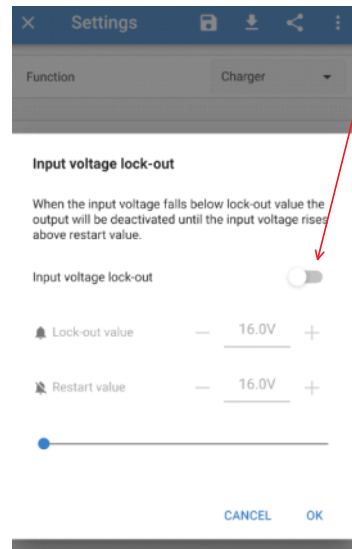 Settings
Function
Charger
Input voltage lock-out
When the input voltage falls below lock-out value the
output will be deactivated until the input voltage rises
above restart value.
Input voltage lock-out
Lock-out value
16.0V
Restart value
16.0V
CANCEL
OK